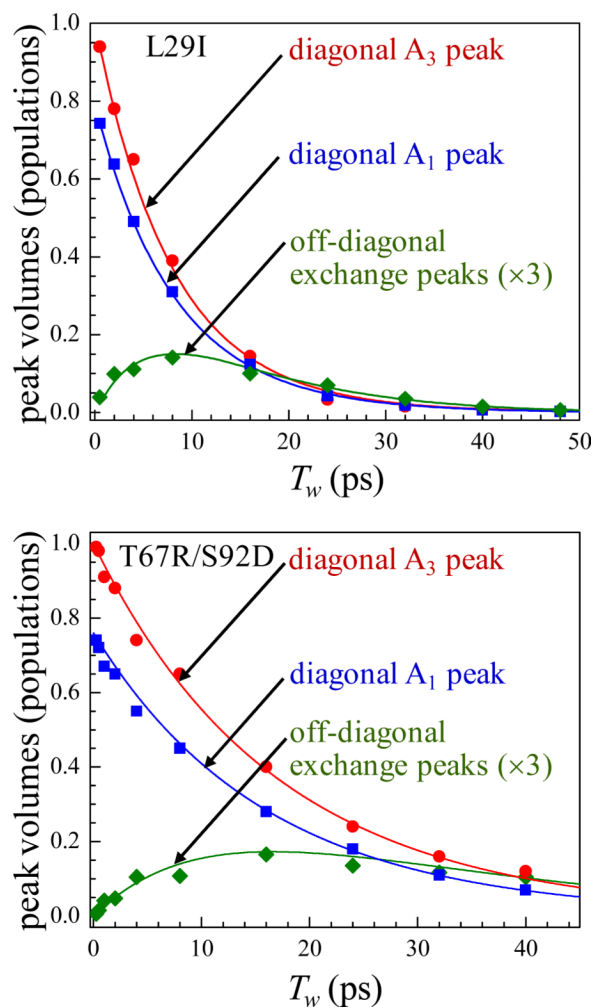 1.0
L29I
diagonal A3 peak
0.8
diagonal A1 peak
0.6
off-diagonal
exchange peaks (×3)
0.4
0.2
0.0
peak volumes (populations)
0 10 20 30 40 50
Tw (ps)
1.0
T67R/S92D
diagonal A3 peak
0.8
diagonal A1 peak
0.6
off-diagonal
exchange peaks (×3)
0.4
0.2
0.0
peak volumes (populations)
0 10 20 30 40
Tw (ps)